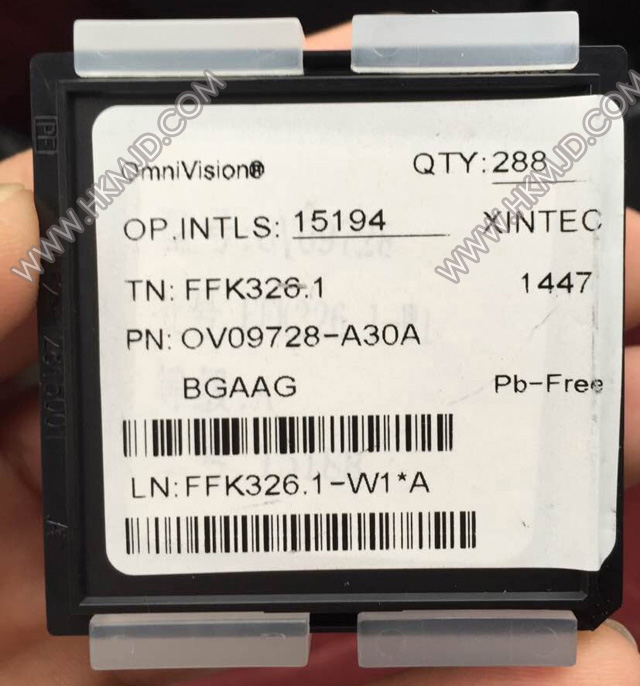 OmniVision® QTY:288
OP.INTLS: 15194 XINTEC
TN: FFK326.1 1447
PN: OV09728-A30A
BGAAG Pb-Free
LN:FFK326.1-W1*A
WWW.HKMJD.COM
WWW.HKMJD.COM